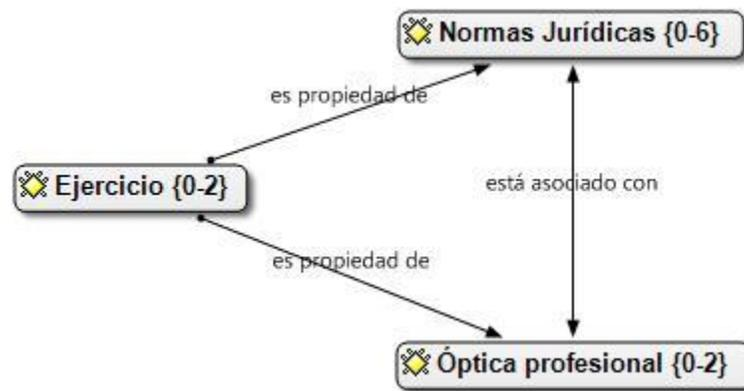 Normas Jurídicas {0-6}
es propiedad de
Ejercicio {0-2}
está asociado con
es propiedad de
Óptica profesional {0-2}